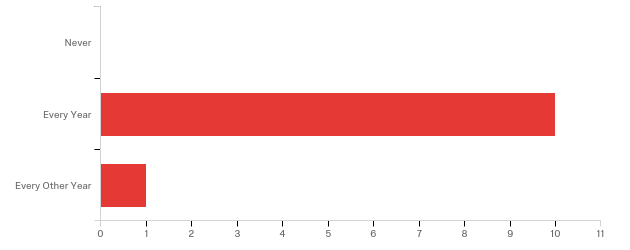 Never
Every Year
Every Other Year
0 1 2 3 4 5 6 7 8 9 10 11